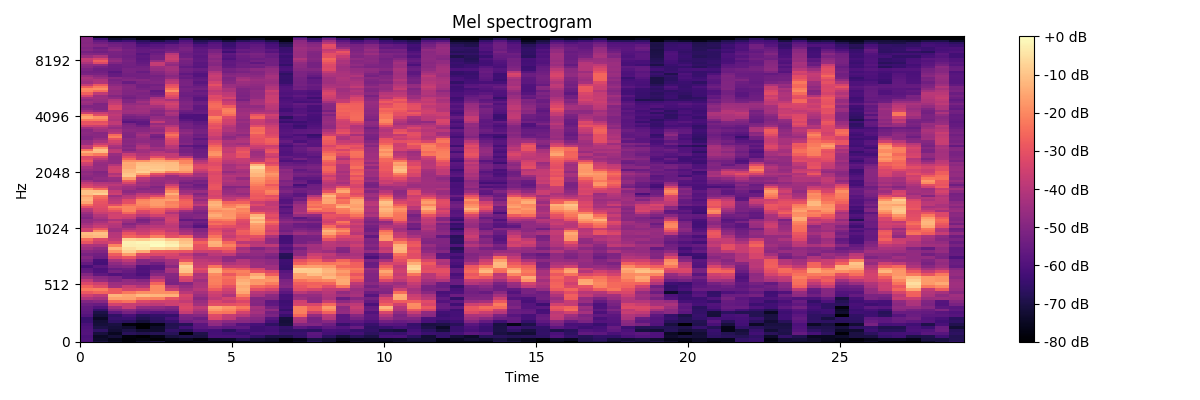 Mel spectrogram
8192
4096
2048
1024
512
0
Hz
0 5 10 15 20 25
Time
+0 dB
-10 dB
-20 dB
-30 dB
-40 dB
-50 dB
-60 dB
-70 dB
-80 dB